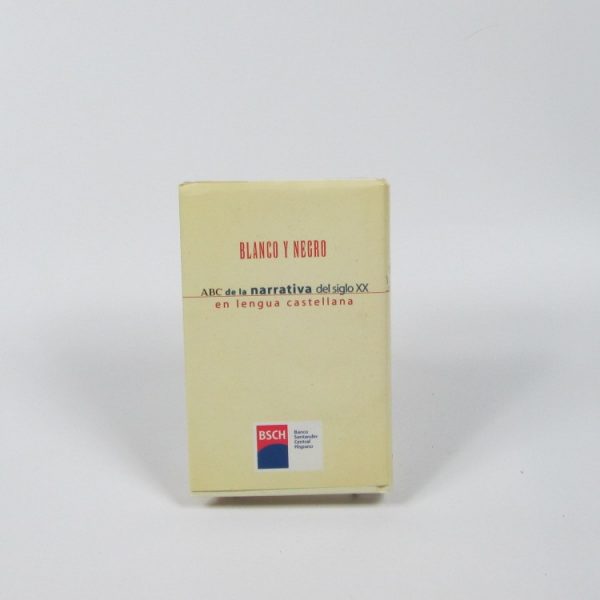 BLANCO Y NEGRO
ABC de la narrativa del siglo XX
en lengua castellana
BSCH
Banco
Santander
Central
Hispano